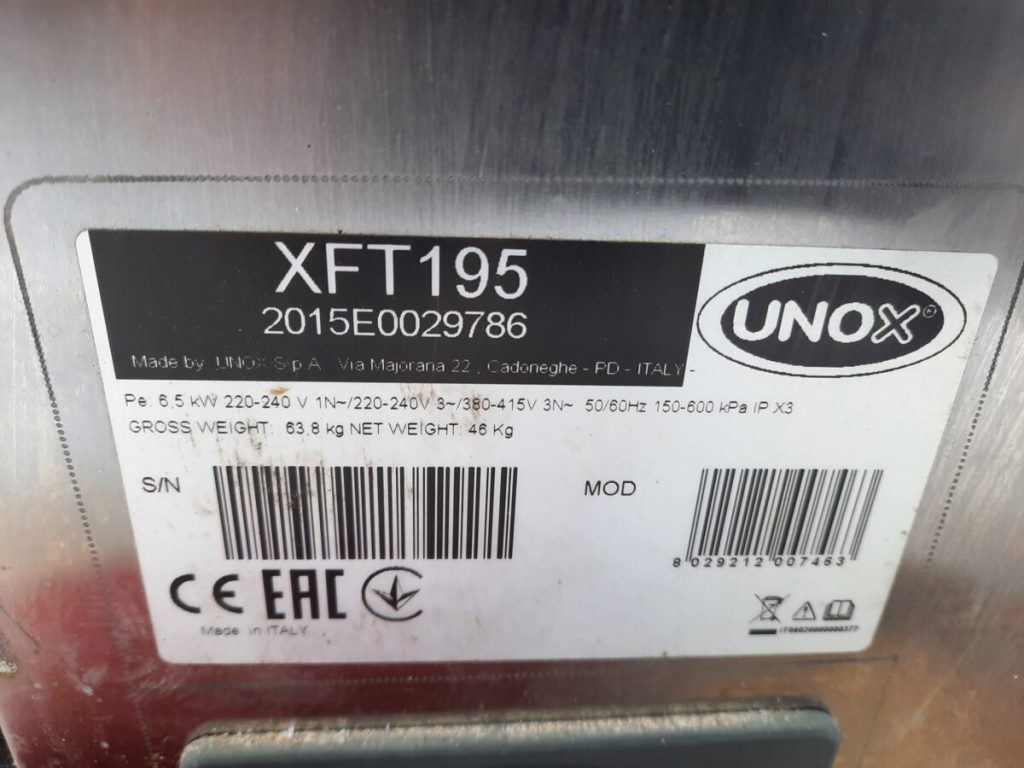 XFT195
2015E0029786
UNOX®
Made by UNOX S.p.A. Via Majorana 22 , Cadoneghe - PD - ITALY -
Pe: 6,5 kW 220-240 V 1N~/220-240V 3~/380-415V 3N~ 50/60Hz 150-600 kPa IP X3
GROSS WEIGHT: 63,8 kg NET WEIGHT: 46 Kg
S/N
MOD
8 029212 007463
CE EAC
Made in ITALY
IT08020000000377